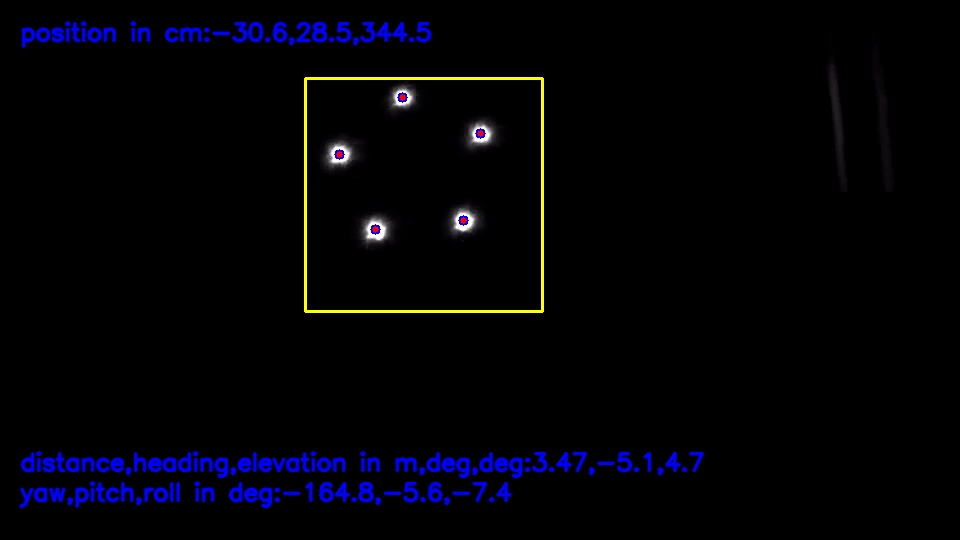 position in cm:-30.6,28.5,344.5
distance,heading,elevation in m,deg,deg:3.47,-5.1,4.7
yaw,pitch,roll in deg:-164.8,-5.6,-7.4